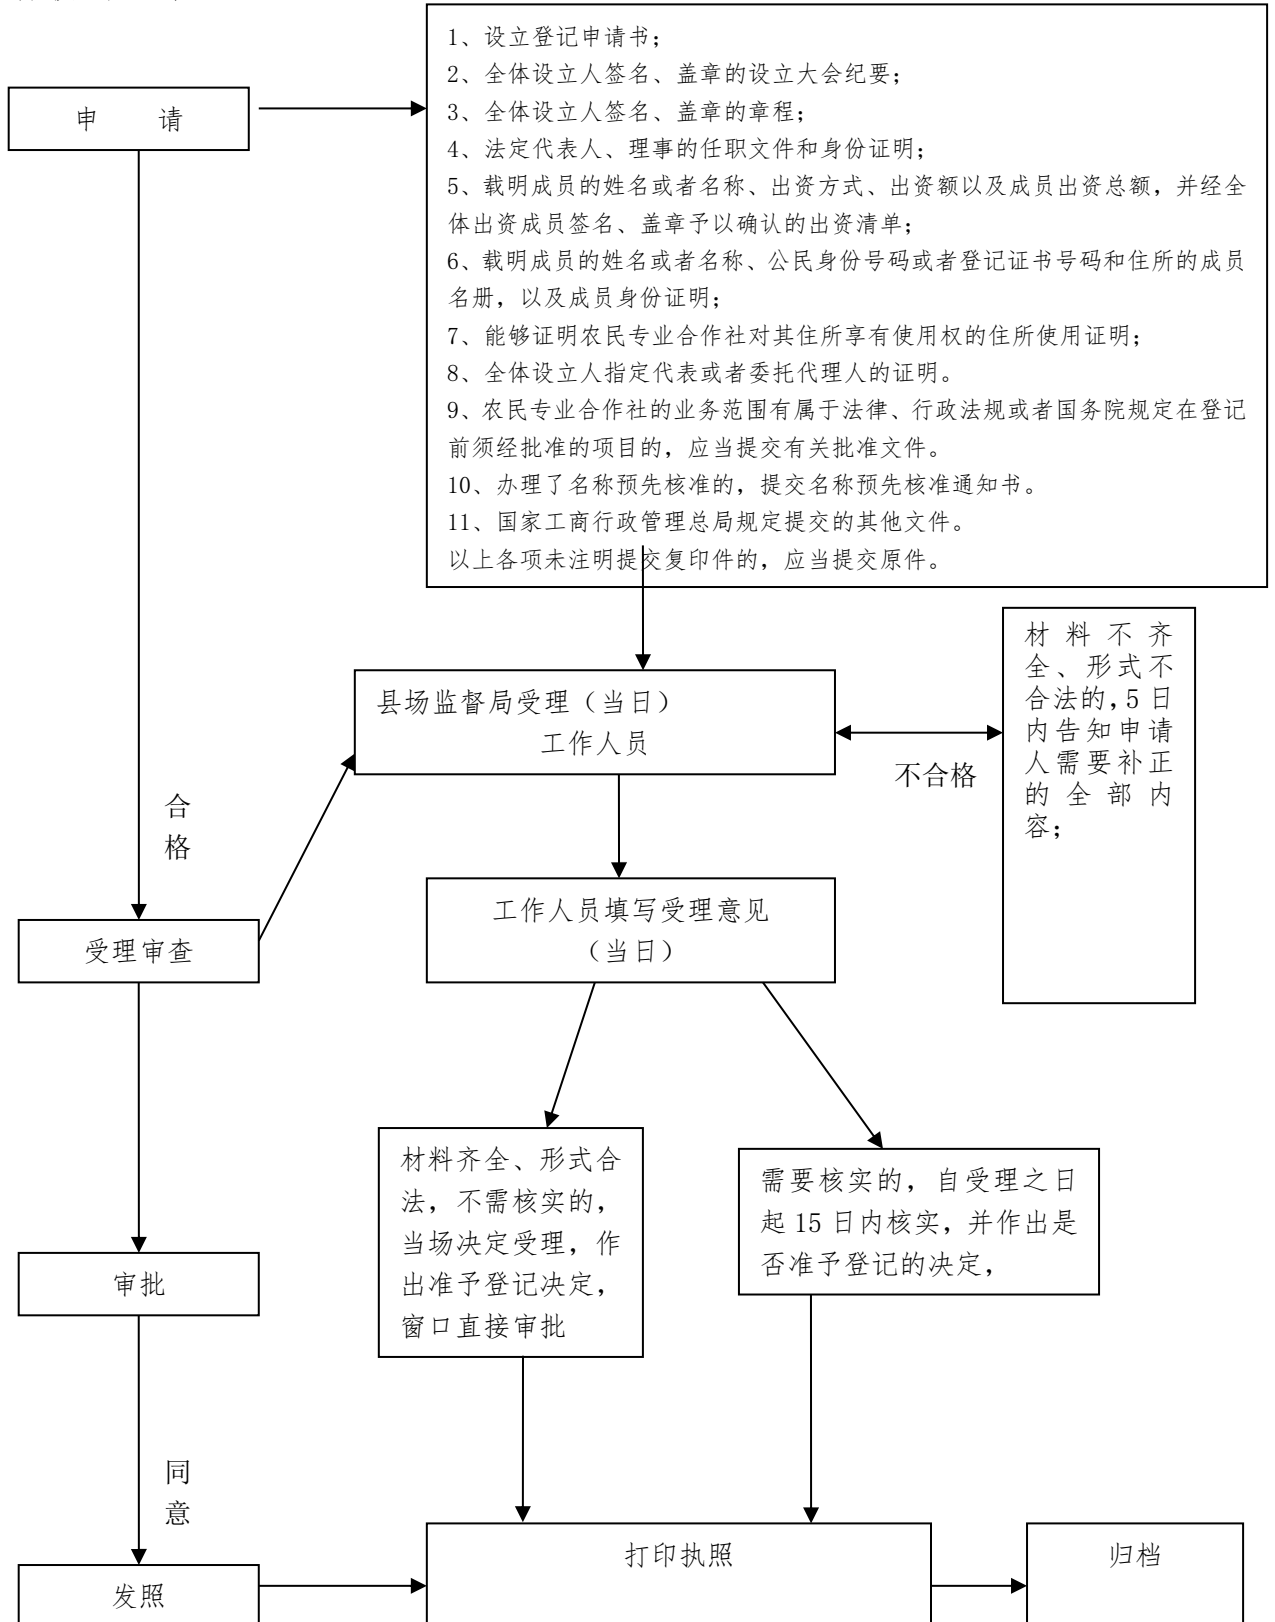 1、设立登记申请书；
2、全体设立人签名、盖章的设立大会纪要；
申 请
3、全体设立人签名、盖章的章程；
4、法定代表人、理事的任职文件和身份证明；
5、载明成员的姓名或者名称、出资方式、出资额以及成员出资总额，并经全
体出资成员签名、盖章予以确认的出资清单；
6、载明成员的姓名或者名称、公民身份号码或者登记证书号码和住所的成员
名册，以及成员身份证明；
7、能够证明农民专业合作社对其住所享有使用权的住所使用证明；
8、全体设立人指定代表或者委托代理人的证明。
9、农民专业合作社的业务范围有属于法律、行政法规或者国务院规定在登记
前须经批准的项目的，应当提交有关批准文件。
10、办理了名称预先核准的，提交名称预先核准通知书。
11、国家工商行政管理总局规定提交的其他文件。
以上各项未注明提交复印件的，应当提交原件。
材料不齐
全、形式不
合法的，5日
内告知申请
人需要补正
的全部内
容；
县场监督局受理（当日）
工作人员
不合格
合
格
工作人员填写受理意见
（当日）
受理审查
材料齐全、形式合
法，不需核实的，
当场决定受理，作
出准予登记决定，
窗口直接审批
需要核实的，自受理之日
起15日内核实，并作出是
否准予登记的决定，
审批
同
意
打印执照
归档
发照